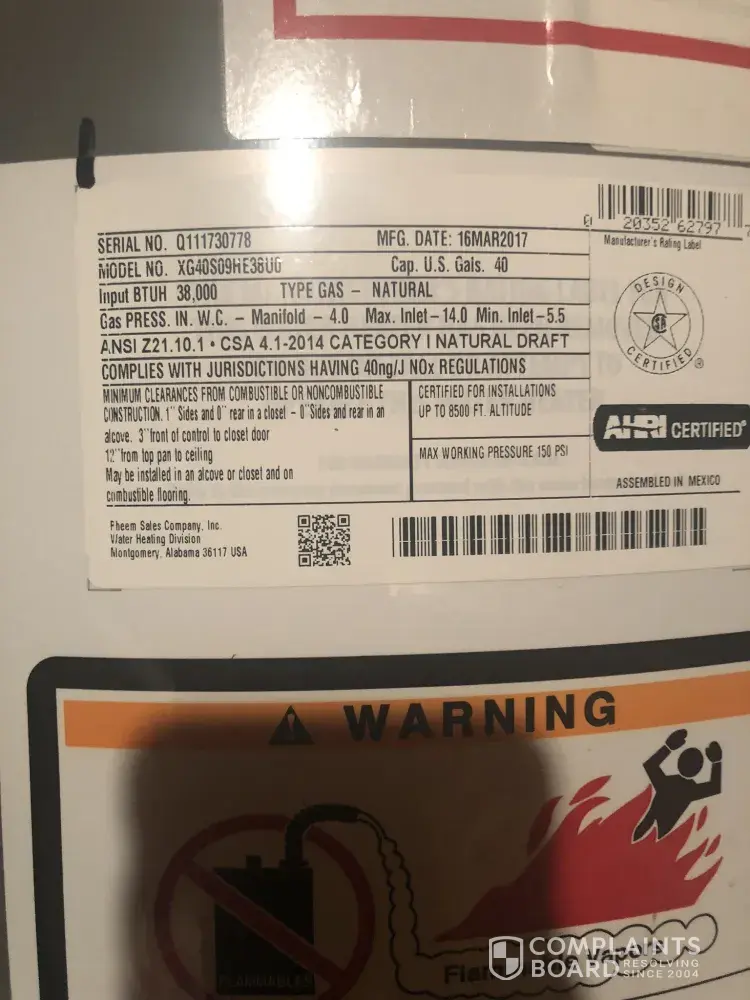 20352 62797 7
Manufacturer's Rating Label
SERIAL NO. Q111730778 MFG. DATE: 16MAR2017
MODEL NO. XG40S09HE38U0 Cap. U.S. Gals. 40
Input BTUH 38,000 TYPE GAS – NATURAL
Gas PRESS. IN. W.C. – Manifold – 4.0 Max. Inlet–14.0 Min. Inlet–5.5
ANSI Z21.10.1 • CSA 4.1-2014 CATEGORY I NATURAL DRAFT
COMPLIES WITH JURISDICTIONS HAVING 40ng/J NOx REGULATIONS
DESIGN
CSA
CERTIFIED
®
MINIMUM CLEARANCES FROM COMBUSTIBLE OR NONCOMBUSTIBLE
CONSTRUCTION. 1" Sides and 0" rear in a closet – 0"Sides and rear in an
alcove. 3"front of control to closet door
12"from top pan to ceiling
May be installed in an alcove or closet and on
combustible flooring.
CERTIFIED FOR INSTALLATIONS
UP TO 8500 FT. ALTITUDE
MAX WORKING PRESSURE 150 PSI
AHRI CERTIFIED®
ASSEMBLED IN MEXICO
Rheem Sales Company, Inc.
Water Heating Division
Montgomery, Alabama 36117 USA
WARNING
FLAMMABLES
COMPLAINTS
BOARD RESOLVING
SINCE 2004